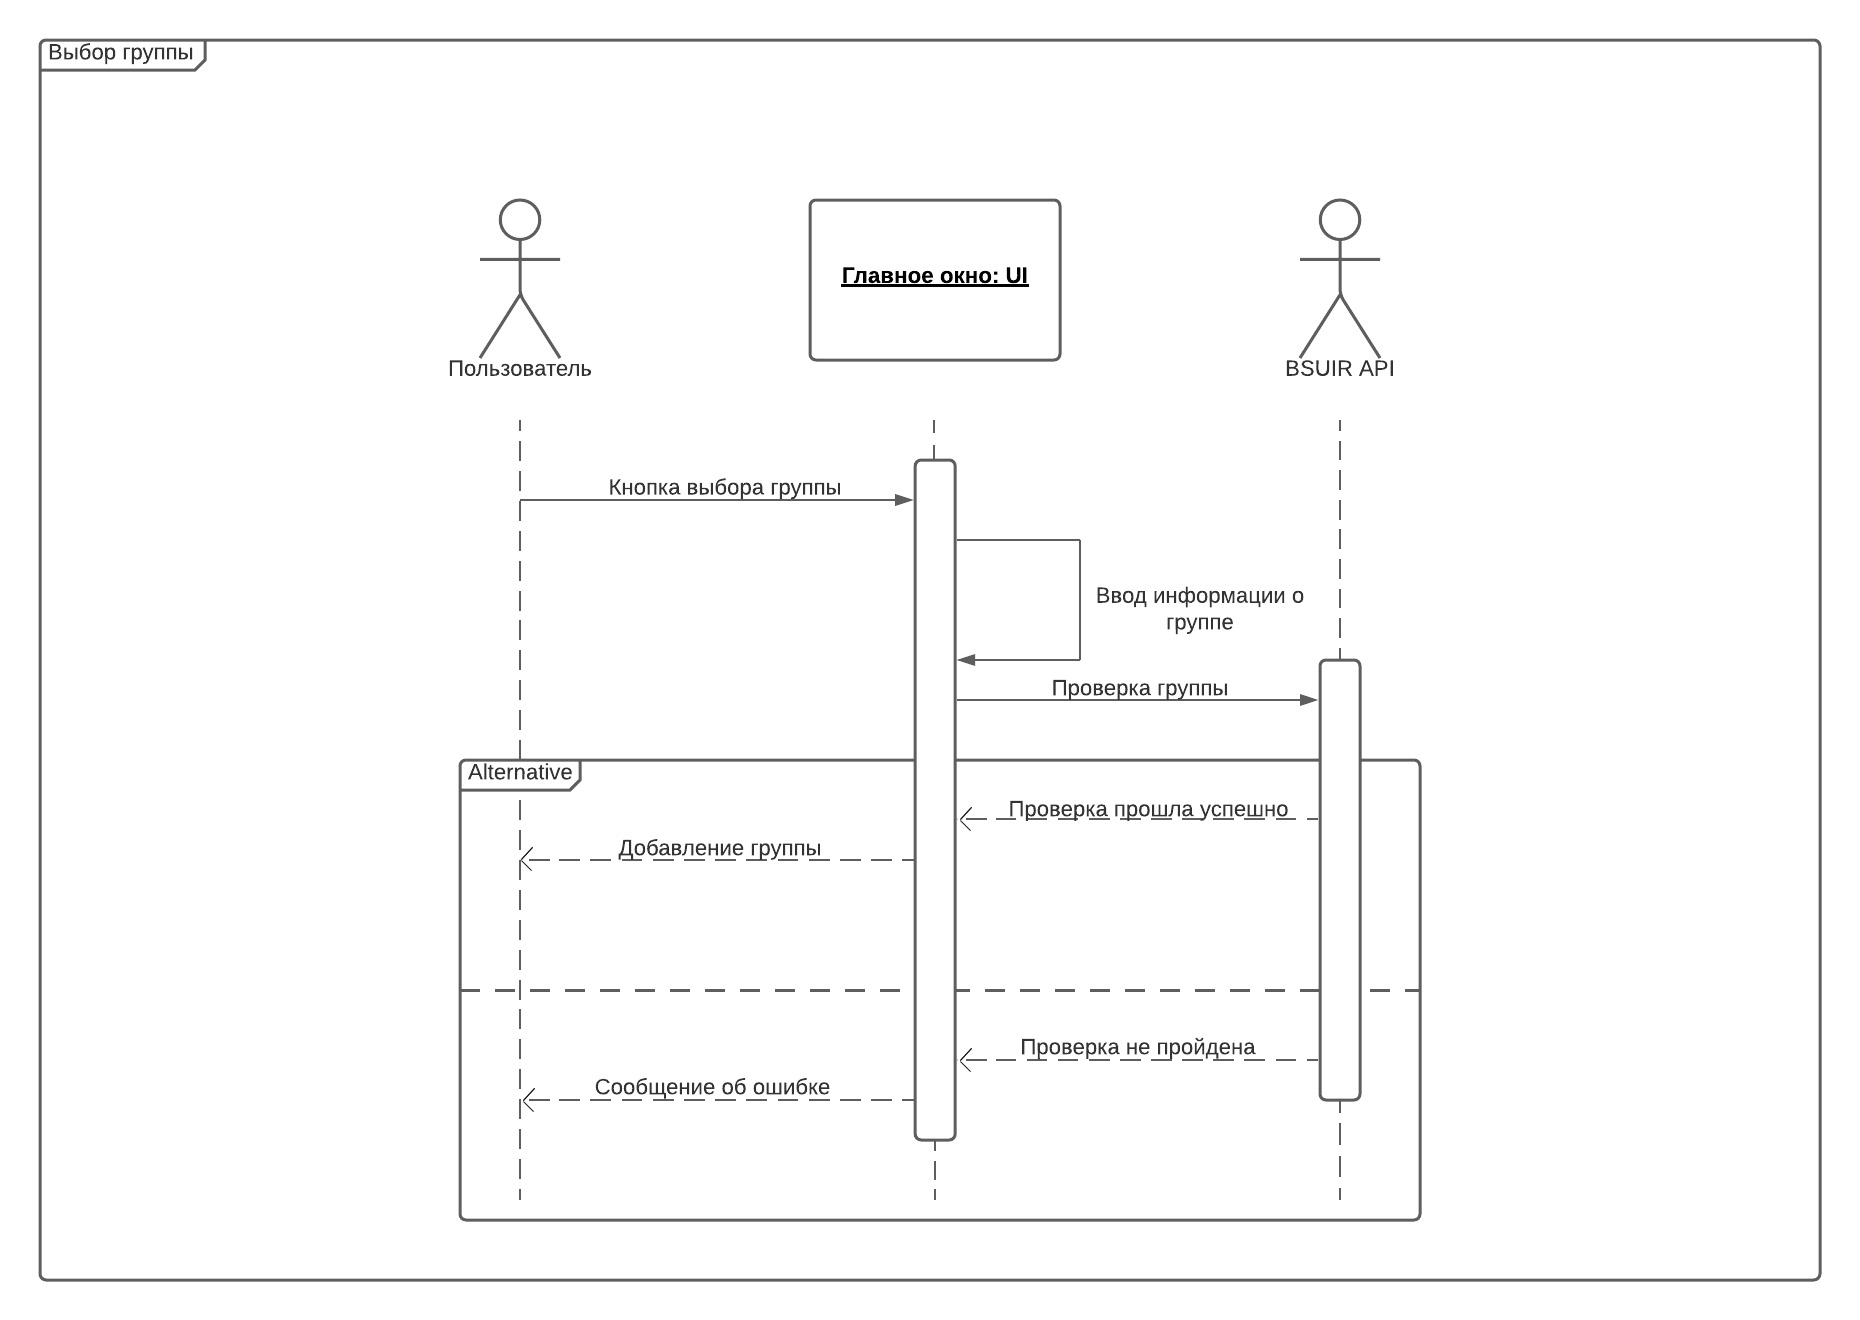 Выбор группы
Главное окно: UI
Пользователь
BSUIR API
Кнопка выбора группы
Ввод информации о
группе
Проверка группы
Alternative
Проверка прошла успешно
Добавление группы
Проверка не пройдена
Сообщение об ошибке